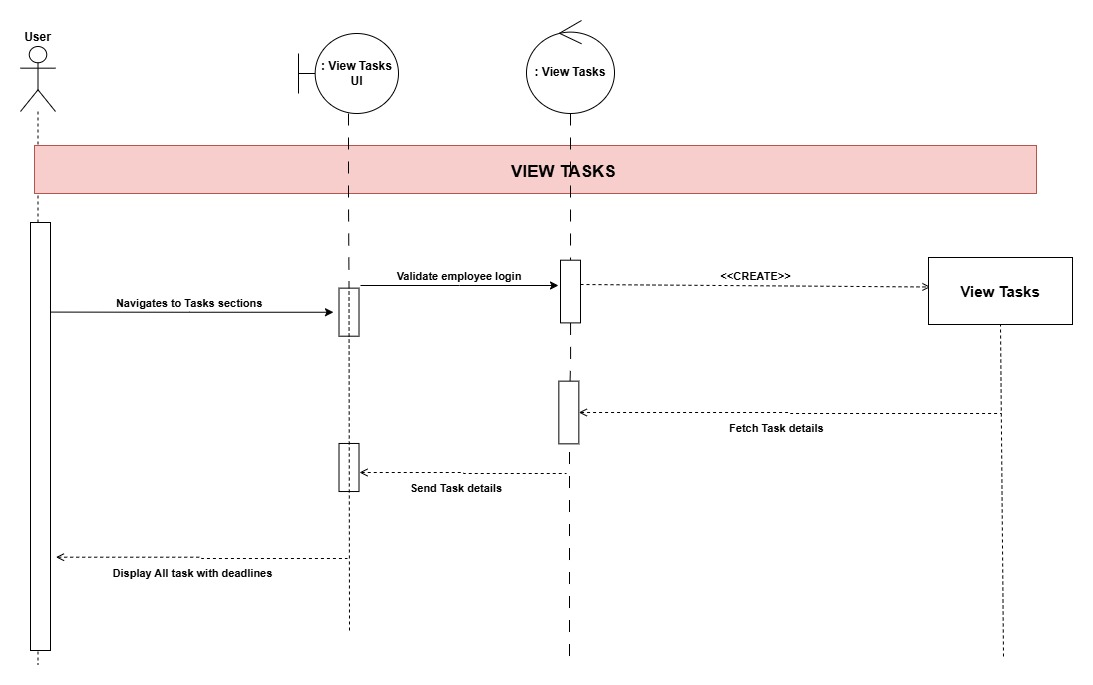 User
: View Tasks
UI
: View Tasks
VIEW TASKS
Validate employee login
<<CREATE>>
View Tasks
Navigates to Tasks sections
Fetch Task details
Send Task details
Display All task with deadlines